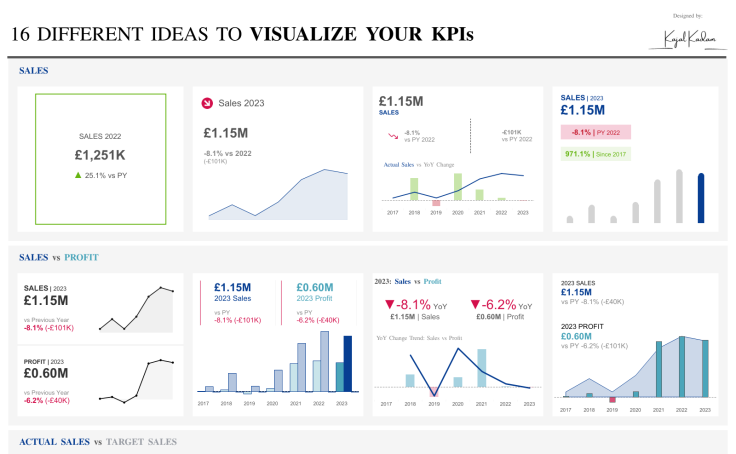 Designed by:
16 DIFFERENT IDEAS TO VISUALIZE YOUR KPIs
Kajal Kadam
SALES
SALES 2022
£1,251K
▲ 25.1% vs PY
Sales 2023
£1.15M
-8.1% vs 2022
(-£101K)
£1.15M
SALES
-8.1%
vs PY 2022
-£101K
vs PY 2022
Actual Sales vs YoY Change
2017 2018 2019 2020 2021 2022 2023
SALES | 2023
£1.15M
-8.1% | PY 2022
971.1% | Since 2017
SALES vs PROFIT
SALES | 2023
£1.15M
vs Previous Year
-8.1% (-£101K)
PROFIT | 2023
£0.60M
vs Previous Year
-6.2% (-£40K)
£1.15M
2023 Sales
vs PY
-8.1% (-£101K)
£0.60M
2023 Profit
vs PY
-6.2% (-£40K)
2017 2018 2019 2020 2021 2022 2023
2023: Sales vs Profit
▼-8.1% YoY
£1.15M | Sales
▼-6.2% YoY
£0.60M | Profit
YoY Change Trend: Sales vs Profit
2017 2018 2019 2020 2021 2022 2023
2023 SALES
£1.15M
vs PY -8.1% (-£40K)
2023 PROFIT
£0.60M
vs PY -6.2% (-£101K)
2017 2018 2019 2020 2021 2022 2023
ACTUAL SALES vs TARGET SALES